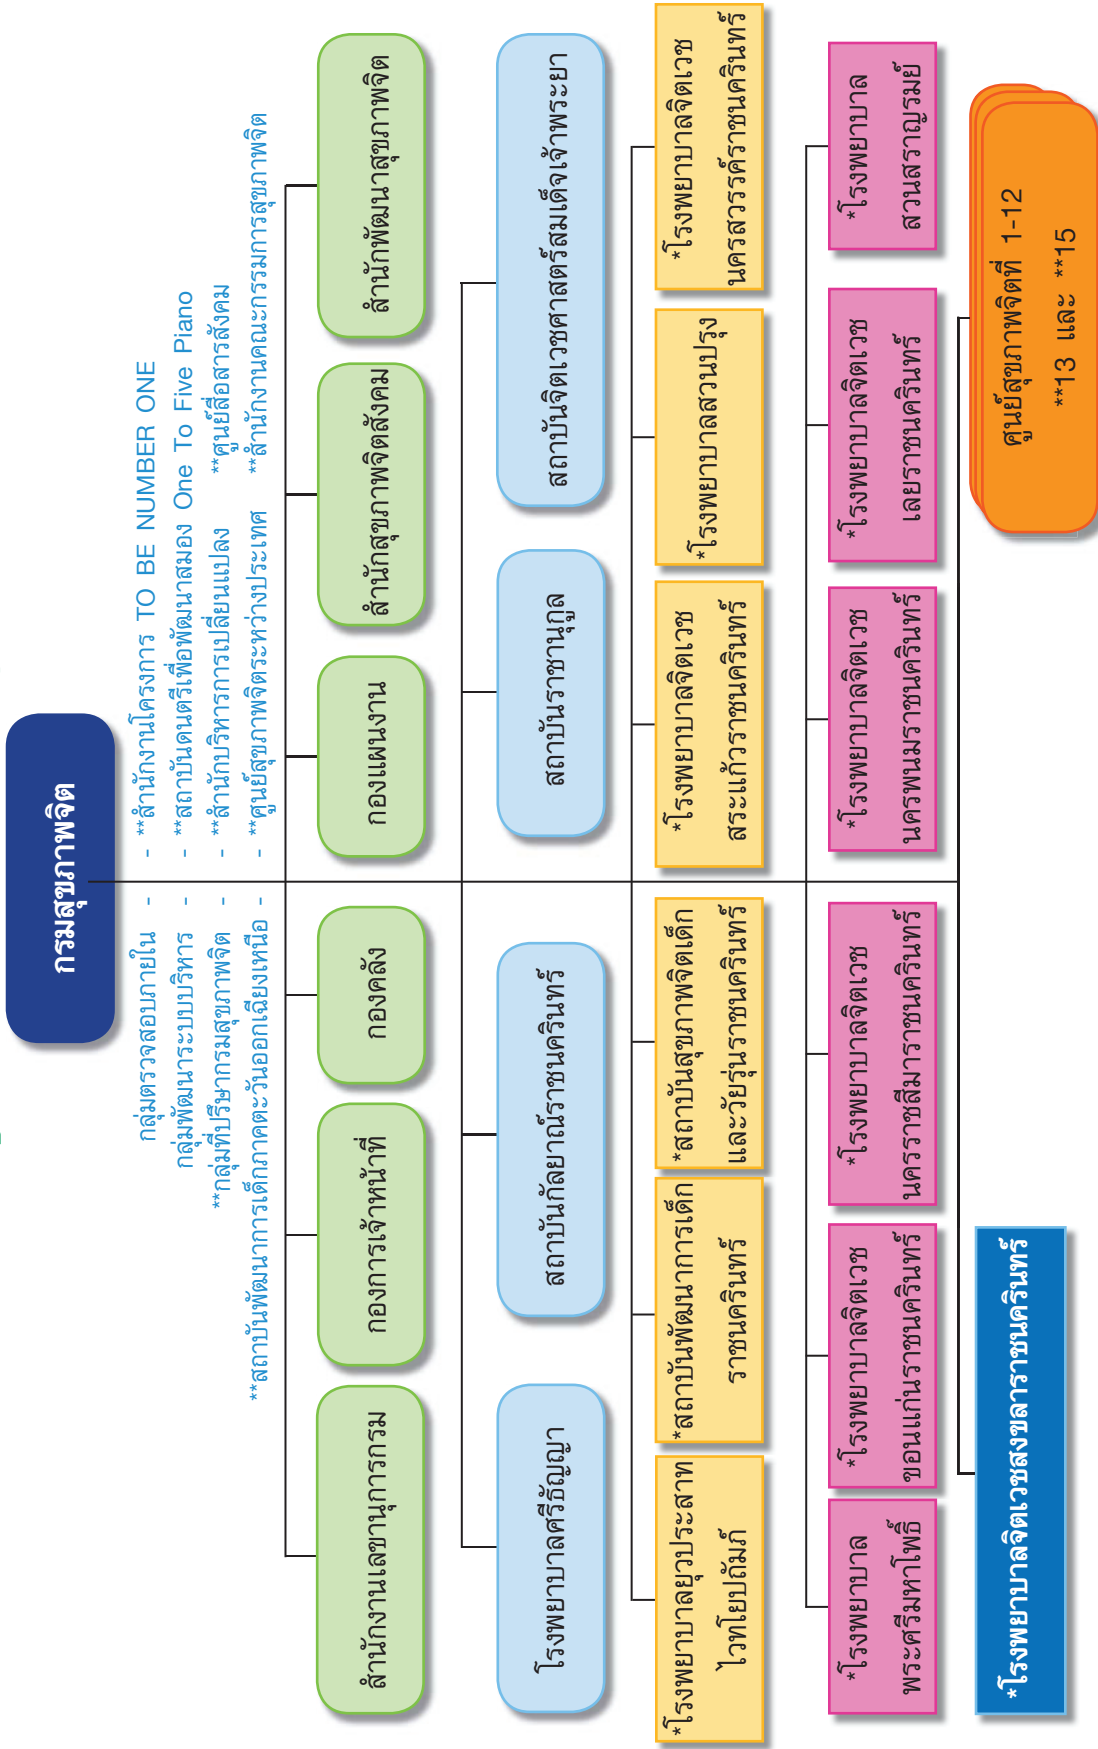 กรมสุขภาพจิต
กลุ่มตรวจสอบภายใน -
กลุ่มพัฒนาระบบบริหาร -
**กลุ่มที่ปรึษากรมสุขภาพจิต -
**สถาบันพัฒนาการเด็กภาคตะวันออกเฉียงเหนือ -
- **สำนักงานโครงการ TO BE NUMBER ONE
- **สถาบันดนตรีเพื่อพัฒนาสมอง One To Five Piano
- **สำนักบริหารการเปลี่ยนแปลง **ศูนย์สื่อสารสังคม
- **ศูนย์สุขภาพจิตระหว่างประเทศ **สำนักงานคณะกรรมการสุขภาพจิต
สำนักงานเลขานุการกรม
กองการเจ้าหน้าที่
กองคลัง
กองแผนงาน
สำนักสุขภาพจิตสังคม
สำนักพัฒนาสุขภาพจิต
โรงพยาบาลศรีธัญญา
สถาบันกัลยาณ์ราชนครินทร์
สถาบันราชานุกูล
สถาบันจิตเวชศาสตร์สมเด็จเจ้าพระยา
*โรงพยาบาลยุวประสาท
ไวทโยปถัมภ์
*สถาบันพัฒนาการเด็ก
ราชนครินทร์
*สถาบันสุขภาพจิตเด็ก
และวัยรุ่นราชนครินทร์
*โรงพยาบาลจิตเวช
สระแก้วราชนครินทร์
*โรงพยาบาลสวนปรุง
*โรงพยาบาลจิตเวช
นครสวรรค์ราชนครินทร์
*โรงพยาบาล
พระศรีมหาโพธิ์
*โรงพยาบาลจิตเวช
ขอนแก่นราชนครินทร์
*โรงพยาบาลจิตเวช
นครราชสีมาราชนครินทร์
*โรงพยาบาลจิตเวช
นครพนมราชนครินทร์
*โรงพยาบาลจิตเวช
เลยราชนครินทร์
*โรงพยาบาล
สวนสราญรมย์
*โรงพยาบาลจิตเวชสงขลาราชนครินทร์
ศูนย์สุขภาพจิตที่ 1-12
**13 และ **15